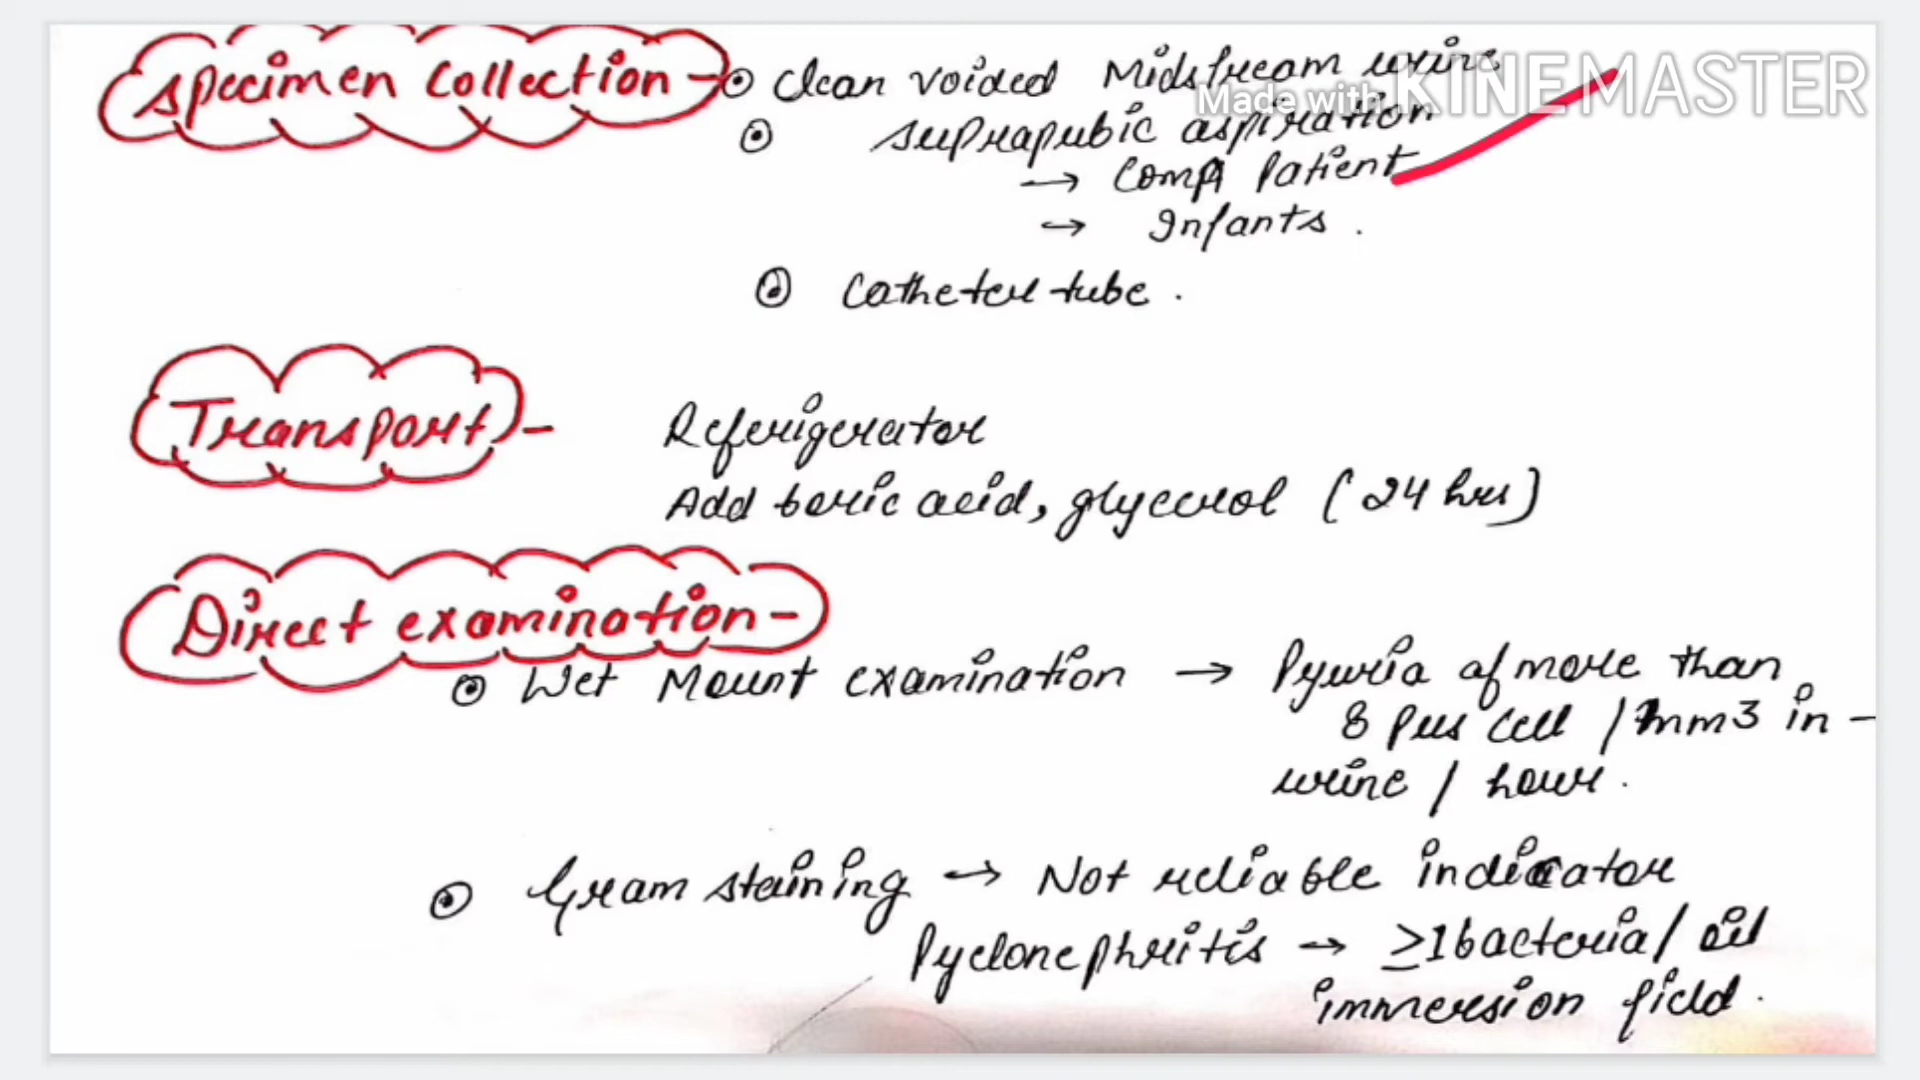 Specimen Collection - ⊙ Clean voided Midstream urine
Made with KINEMASTER
⊙ suprapubic aspiration
→ Patient
→ Infants .
⊙ Catheter tube .
Transport - Referigerator
Add boric acid, glycerol (24 hrs)
Direct examination -
⊙ Wet Mount examination → Pyuria of more than
8 Pus cell / mm3 in -
urine / hour .
⊙ Gram staining → Not reliable indicator
Pyelonephritis → ≥1 bacteria / oil
immersion field .